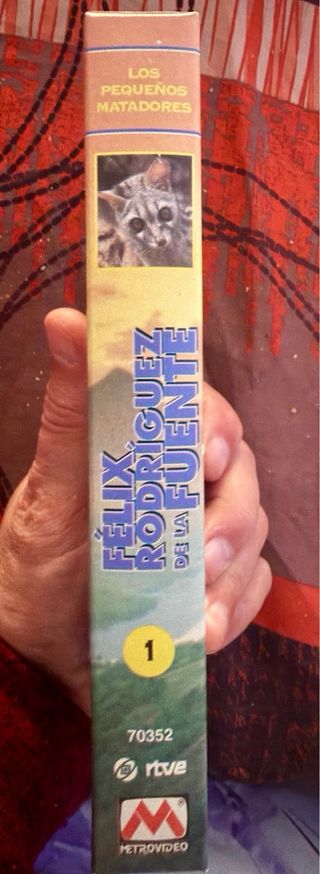 LOS
PEQUEÑOS
MATADORES
FÉLIX
RODRÍGUEZ
DE LA FUENTE
1
70352
rtve
M
®
METROVIDEO